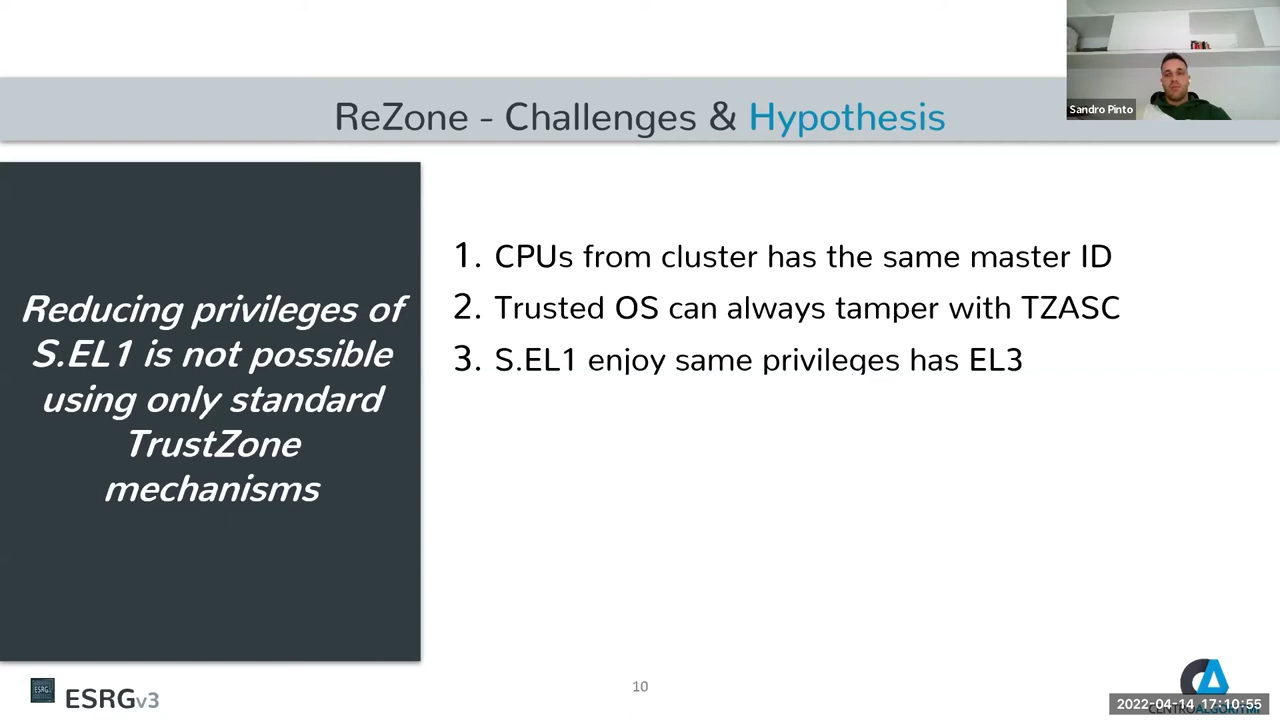 Sandro Pinto
ReZone - Challenges & Hypothesis
Reducing privileges of
S.EL1 is not possible
using only standard
TrustZone
mechanisms
1. CPUs from cluster has the same master ID
2. Trusted OS can always tamper with TZASC
3. S.EL1 enjoy same privileges has EL3
ESRG
ESRGv3
10
2022-04-14 17:10:55
CENTROALGORITMI